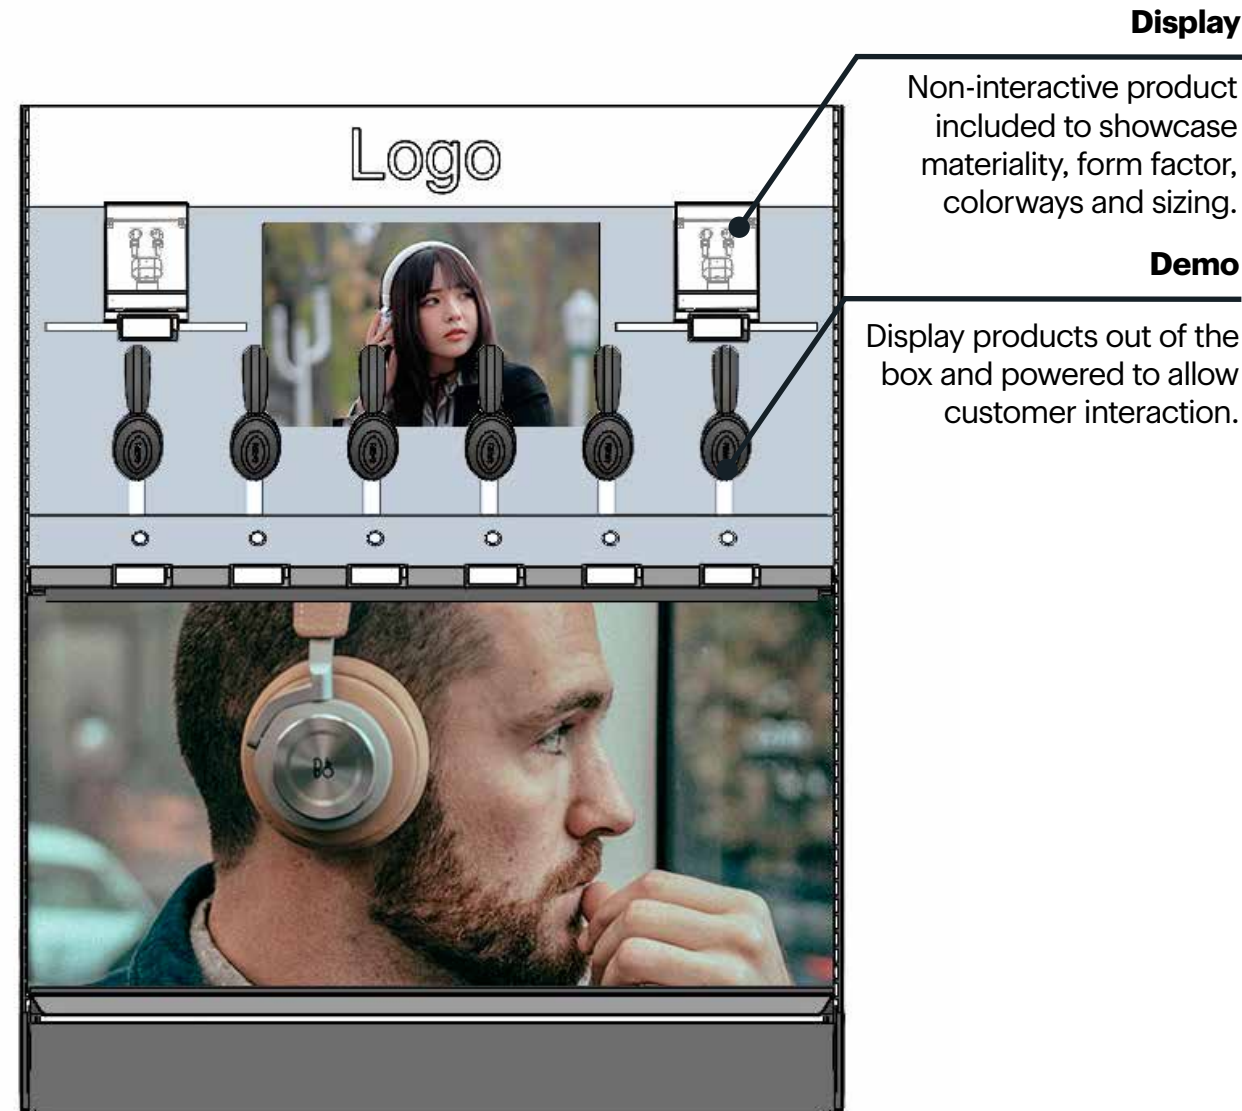 Display
Non-interactive product
included to showcase
materiality, form factor,
colorways and sizing.
Demo
Display products out of the
box and powered to allow
customer interaction.
Logo
B&O